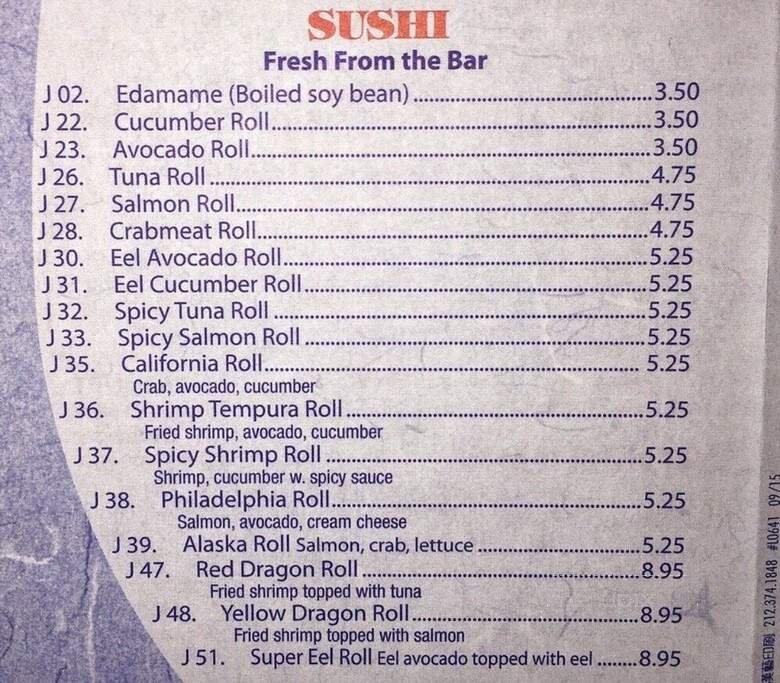 SUSHI
Fresh From the Bar
J 02. Edamame (Boiled soy bean) ........................................3.50
J 22. Cucumber Roll................................................................3.50
J 23. Avocado Roll...................................................................3.50
J 26. Tuna Roll ..........................................................................4.75
J 27. Salmon Roll......................................................................4.75
J 28. Crabmeat Roll..................................................................4.75
J 30. Eel Avocado Roll..............................................................5.25
J 31. Eel Cucumber Roll...........................................................5.25
J 32. Spicy Tuna Roll ...............................................................5.25
J 33. Spicy Salmon Roll ...........................................................5.25
J 35. California Roll................................................................. 5.25
Crab, avocado, cucumber
J 36. Shrimp Tempura Roll.....................................................5.25
Fried shrimp, avocado, cucumber
J 37. Spicy Shrimp Roll ........................................................5.25
Shrimp, cucumber w. spicy sauce
J 38. Philadelphia Roll.......................................................5.25
Salmon, avocado, cream cheese
J 39. Alaska Roll Salmon, crab, lettuce ............................5.25
J 47. Red Dragon Roll ................................................8.95
Fried shrimp topped with tuna
J 48. Yellow Dragon Roll........................................8.95
Fried shrimp topped with salmon
J 51. Super Eel Roll Eel avocado topped with eel ........8.95
印刷 212.374.1848 #L0641 09/15